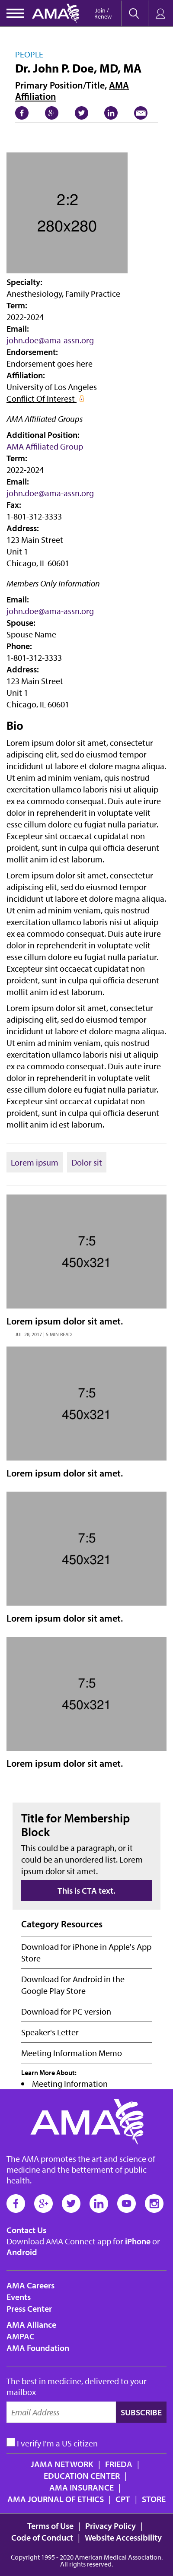 AMA
Join /
Renew
PEOPLE
Dr. John P. Doe, MD, MA
Primary Position/Title, AMA
Affiliation
2:2
280x280
Specialty:
Anesthesiology, Family Practice
Term:
2022-2024
Email:
john.doe@ama-assn.org
Endorsement:
Endorsement goes here
Affiliation:
University of Los Angeles
Conflict Of Interest
AMA Affiliated Groups
Additional Position:
AMA Affiliated Group
Term:
2022-2024
Email:
john.doe@ama-assn.org
Fax:
1-801-312-3333
Address:
123 Main Street
Unit 1
Chicago, IL 60601
Members Only Information
Email:
john.doe@ama-assn.org
Spouse:
Spouse Name
Phone:
1-801-312-3333
Address:
123 Main Street
Unit 1
Chicago, IL 60601
Bio
Lorem ipsum dolor sit amet, consectetur
adipiscing elit, sed do eiusmod tempor
incididunt ut labore et dolore magna aliqua.
Ut enim ad minim veniam, quis nostrud
exercitation ullamco laboris nisi ut aliquip
ex ea commodo consequat. Duis aute irure
dolor in reprehenderit in voluptate velit
esse cillum dolore eu fugiat nulla pariatur.
Excepteur sint occaecat cupidatat non
proident, sunt in culpa qui officia deserunt
mollit anim id est laborum.
Lorem ipsum dolor sit amet, consectetur
adipiscing elit, sed do eiusmod tempor
incididunt ut labore et dolore magna aliqua.
Ut enim ad minim veniam, quis nostrud
exercitation ullamco laboris nisi ut aliquip
ex ea commodo consequat. Duis aute irure
dolor in reprehenderit in voluptate velit
esse cillum dolore eu fugiat nulla pariatur.
Excepteur sint occaecat cupidatat non
proident, sunt in culpa qui officia deserunt
mollit anim id est laborum.
Lorem ipsum dolor sit amet, consectetur
adipiscing elit, sed do eiusmod tempor
incididunt ut labore et dolore magna aliqua.
Ut enim ad minim veniam, quis nostrud
exercitation ullamco laboris nisi ut aliquip
ex ea commodo consequat. Duis aute irure
dolor in reprehenderit in voluptate velit
esse cillum dolore eu fugiat nulla pariatur.
Excepteur sint occaecat cupidatat non
proident, sunt in culpa qui officia deserunt
mollit anim id est laborum.
Lorem ipsum Dolor sit
7:5
450x321
Lorem ipsum dolor sit amet.
JUL 28, 2017 | 5 MIN READ
7:5
450x321
Lorem ipsum dolor sit amet.
7:5
450x321
Lorem ipsum dolor sit amet.
7:5
450x321
Lorem ipsum dolor sit amet.
Title for Membership
Block
This could be a paragraph, or it
could be an unordered list. Lorem
ipsum dolor sit amet.
This is CTA text.
Category Resources
Download for iPhone in Apple's App
Store
Download for Android in the
Google Play Store
Download for PC version
Speaker's Letter
Meeting Information Memo
Learn More About:
• Meeting Information
AMA
The AMA promotes the art and science of
medicine and the betterment of public
health.
Contact Us
Download AMA Connect app for iPhone or
Android
AMA Careers
Events
Press Center
AMA Alliance
AMPAC
AMA Foundation
The best in medicine, delivered to your
mailbox
Email Address SUBSCRIBE
I verify I'm a US citizen
JAMA NETWORK | FRIEDA |
EDUCATION CENTER |
AMA INSURANCE |
AMA JOURNAL OF ETHICS | CPT | STORE
Terms of Use | Privacy Policy |
Code of Conduct | Website Accessibility
Copyright 1995 - 2020 American Medical Association.
All rights reserved.